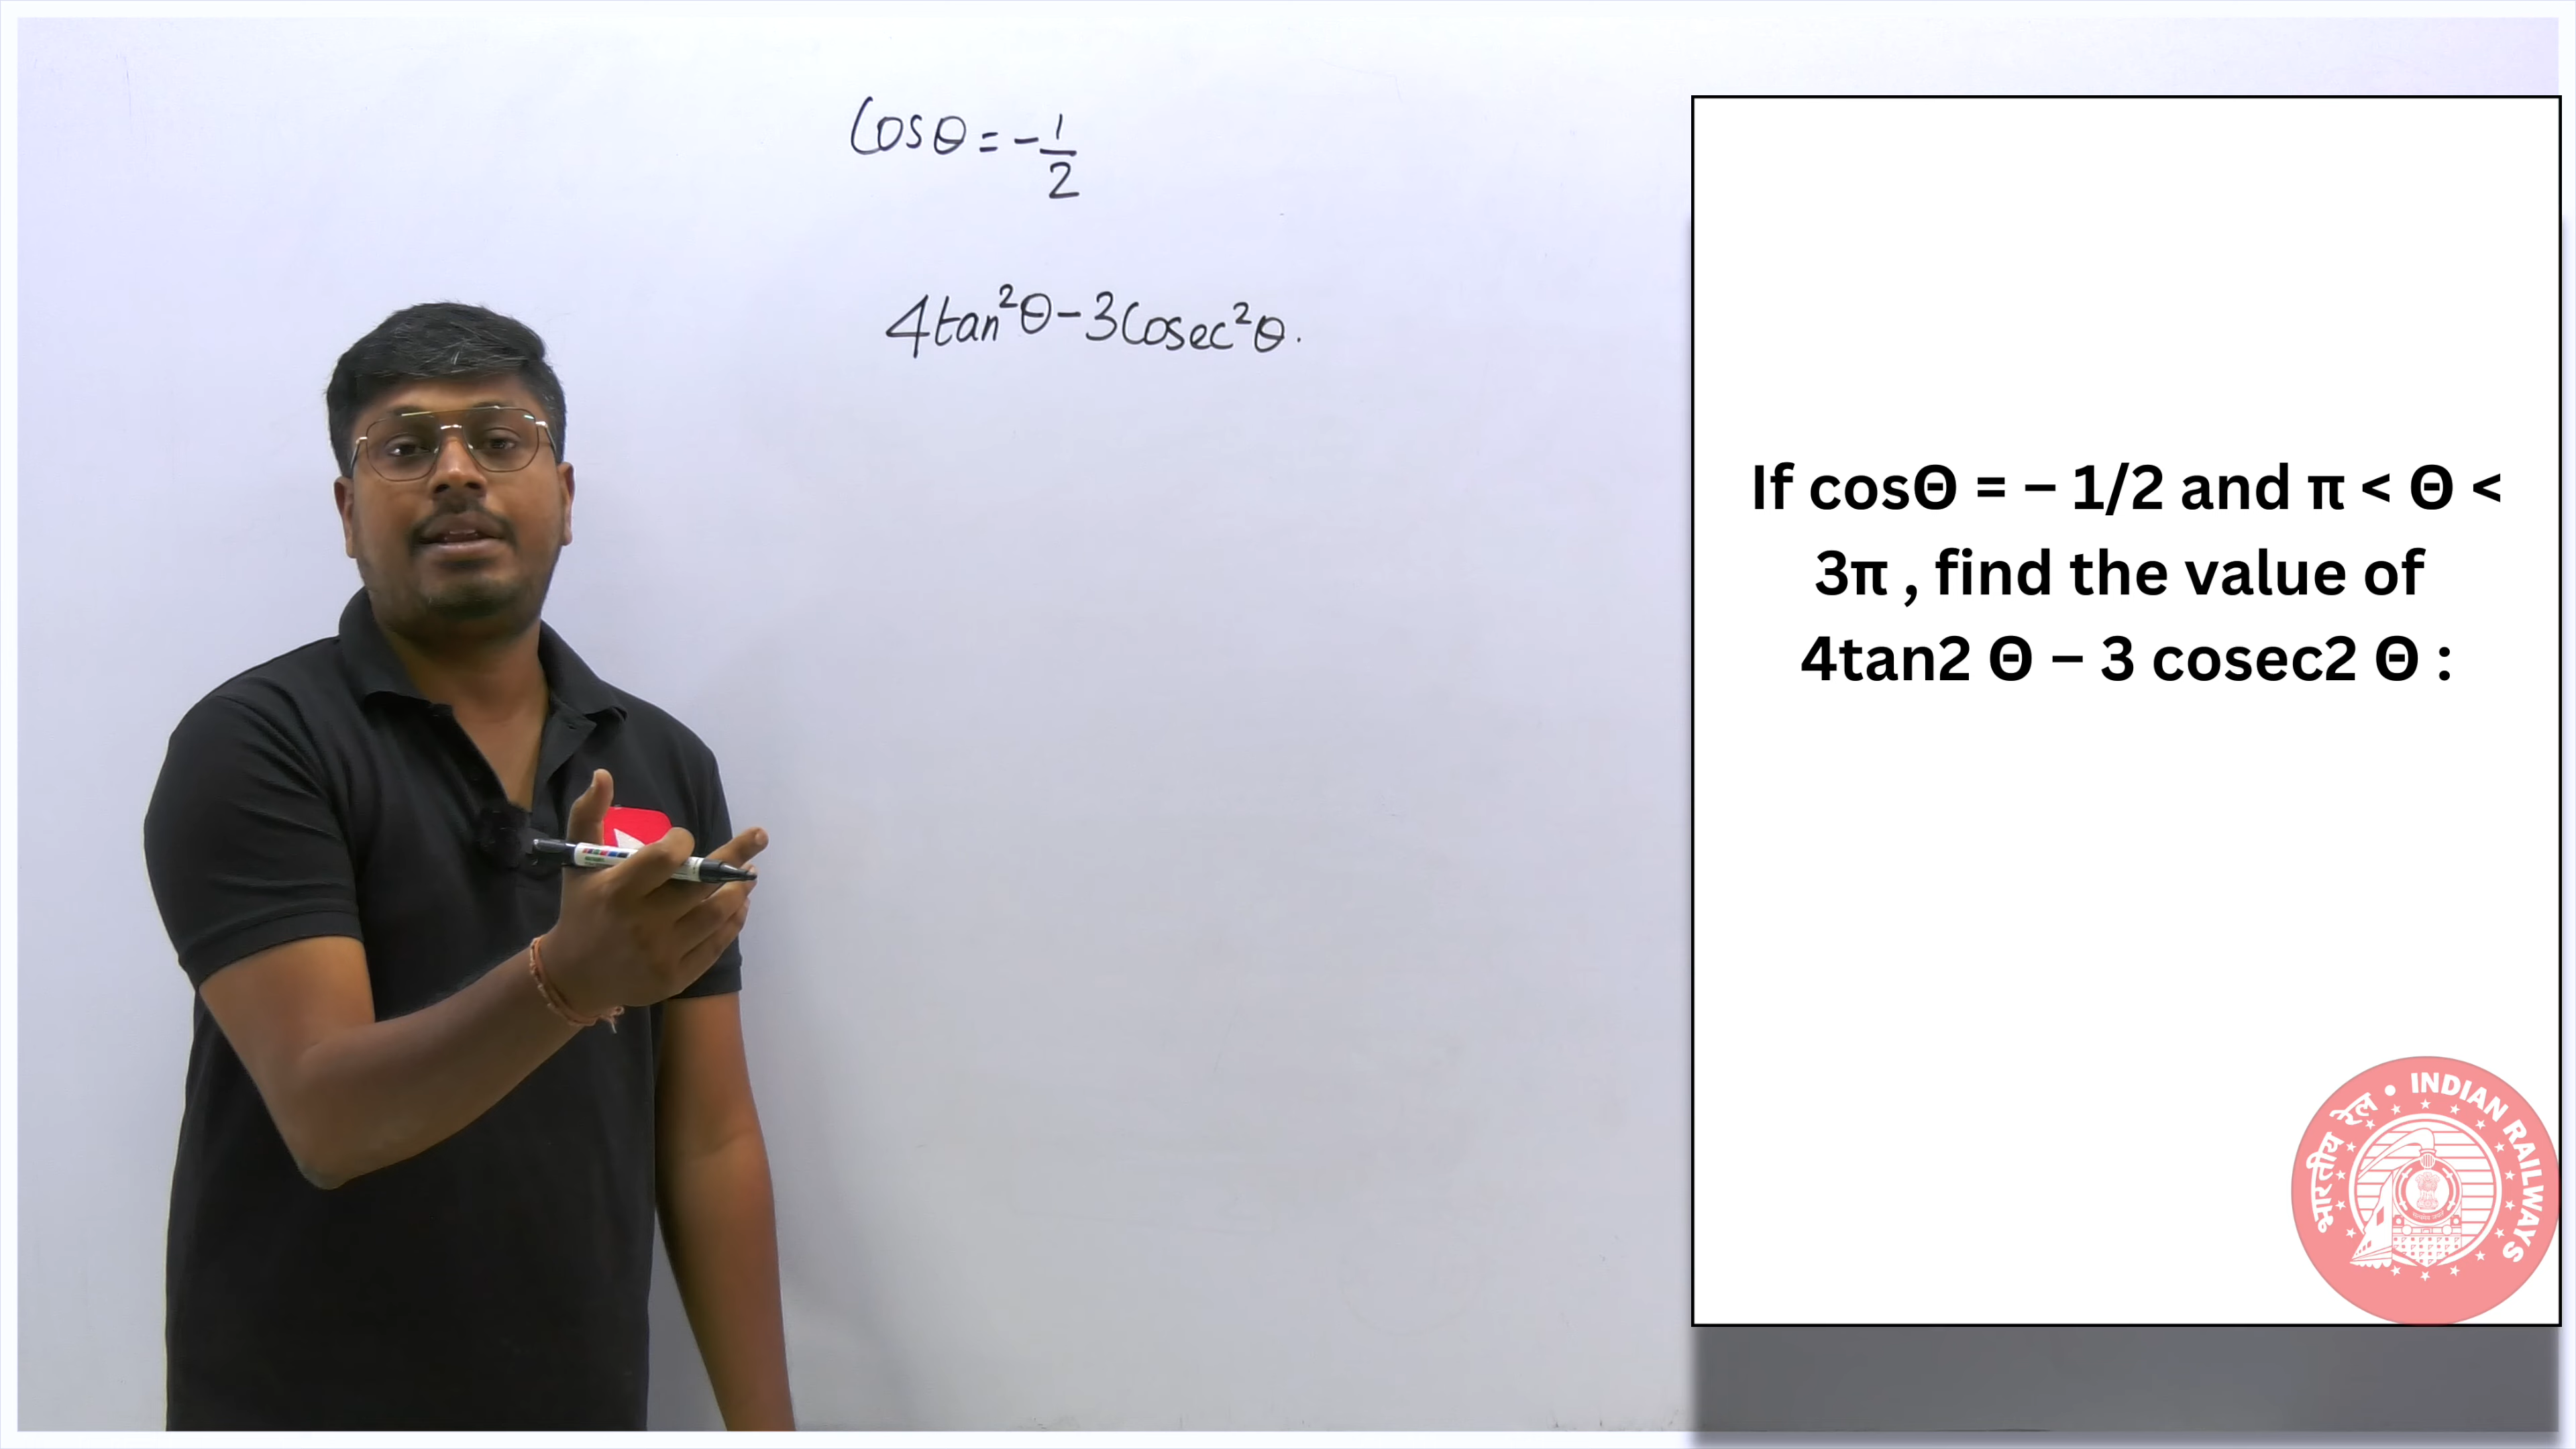 Cosθ = -1/2
4tan²θ - 3Cosec²θ.
If cosΘ = – 1/2 and π < Θ <
3π , find the value of
4tan2 Θ – 3 cosec2 Θ :
भारतीय रेल • INDIAN RAILWAYS